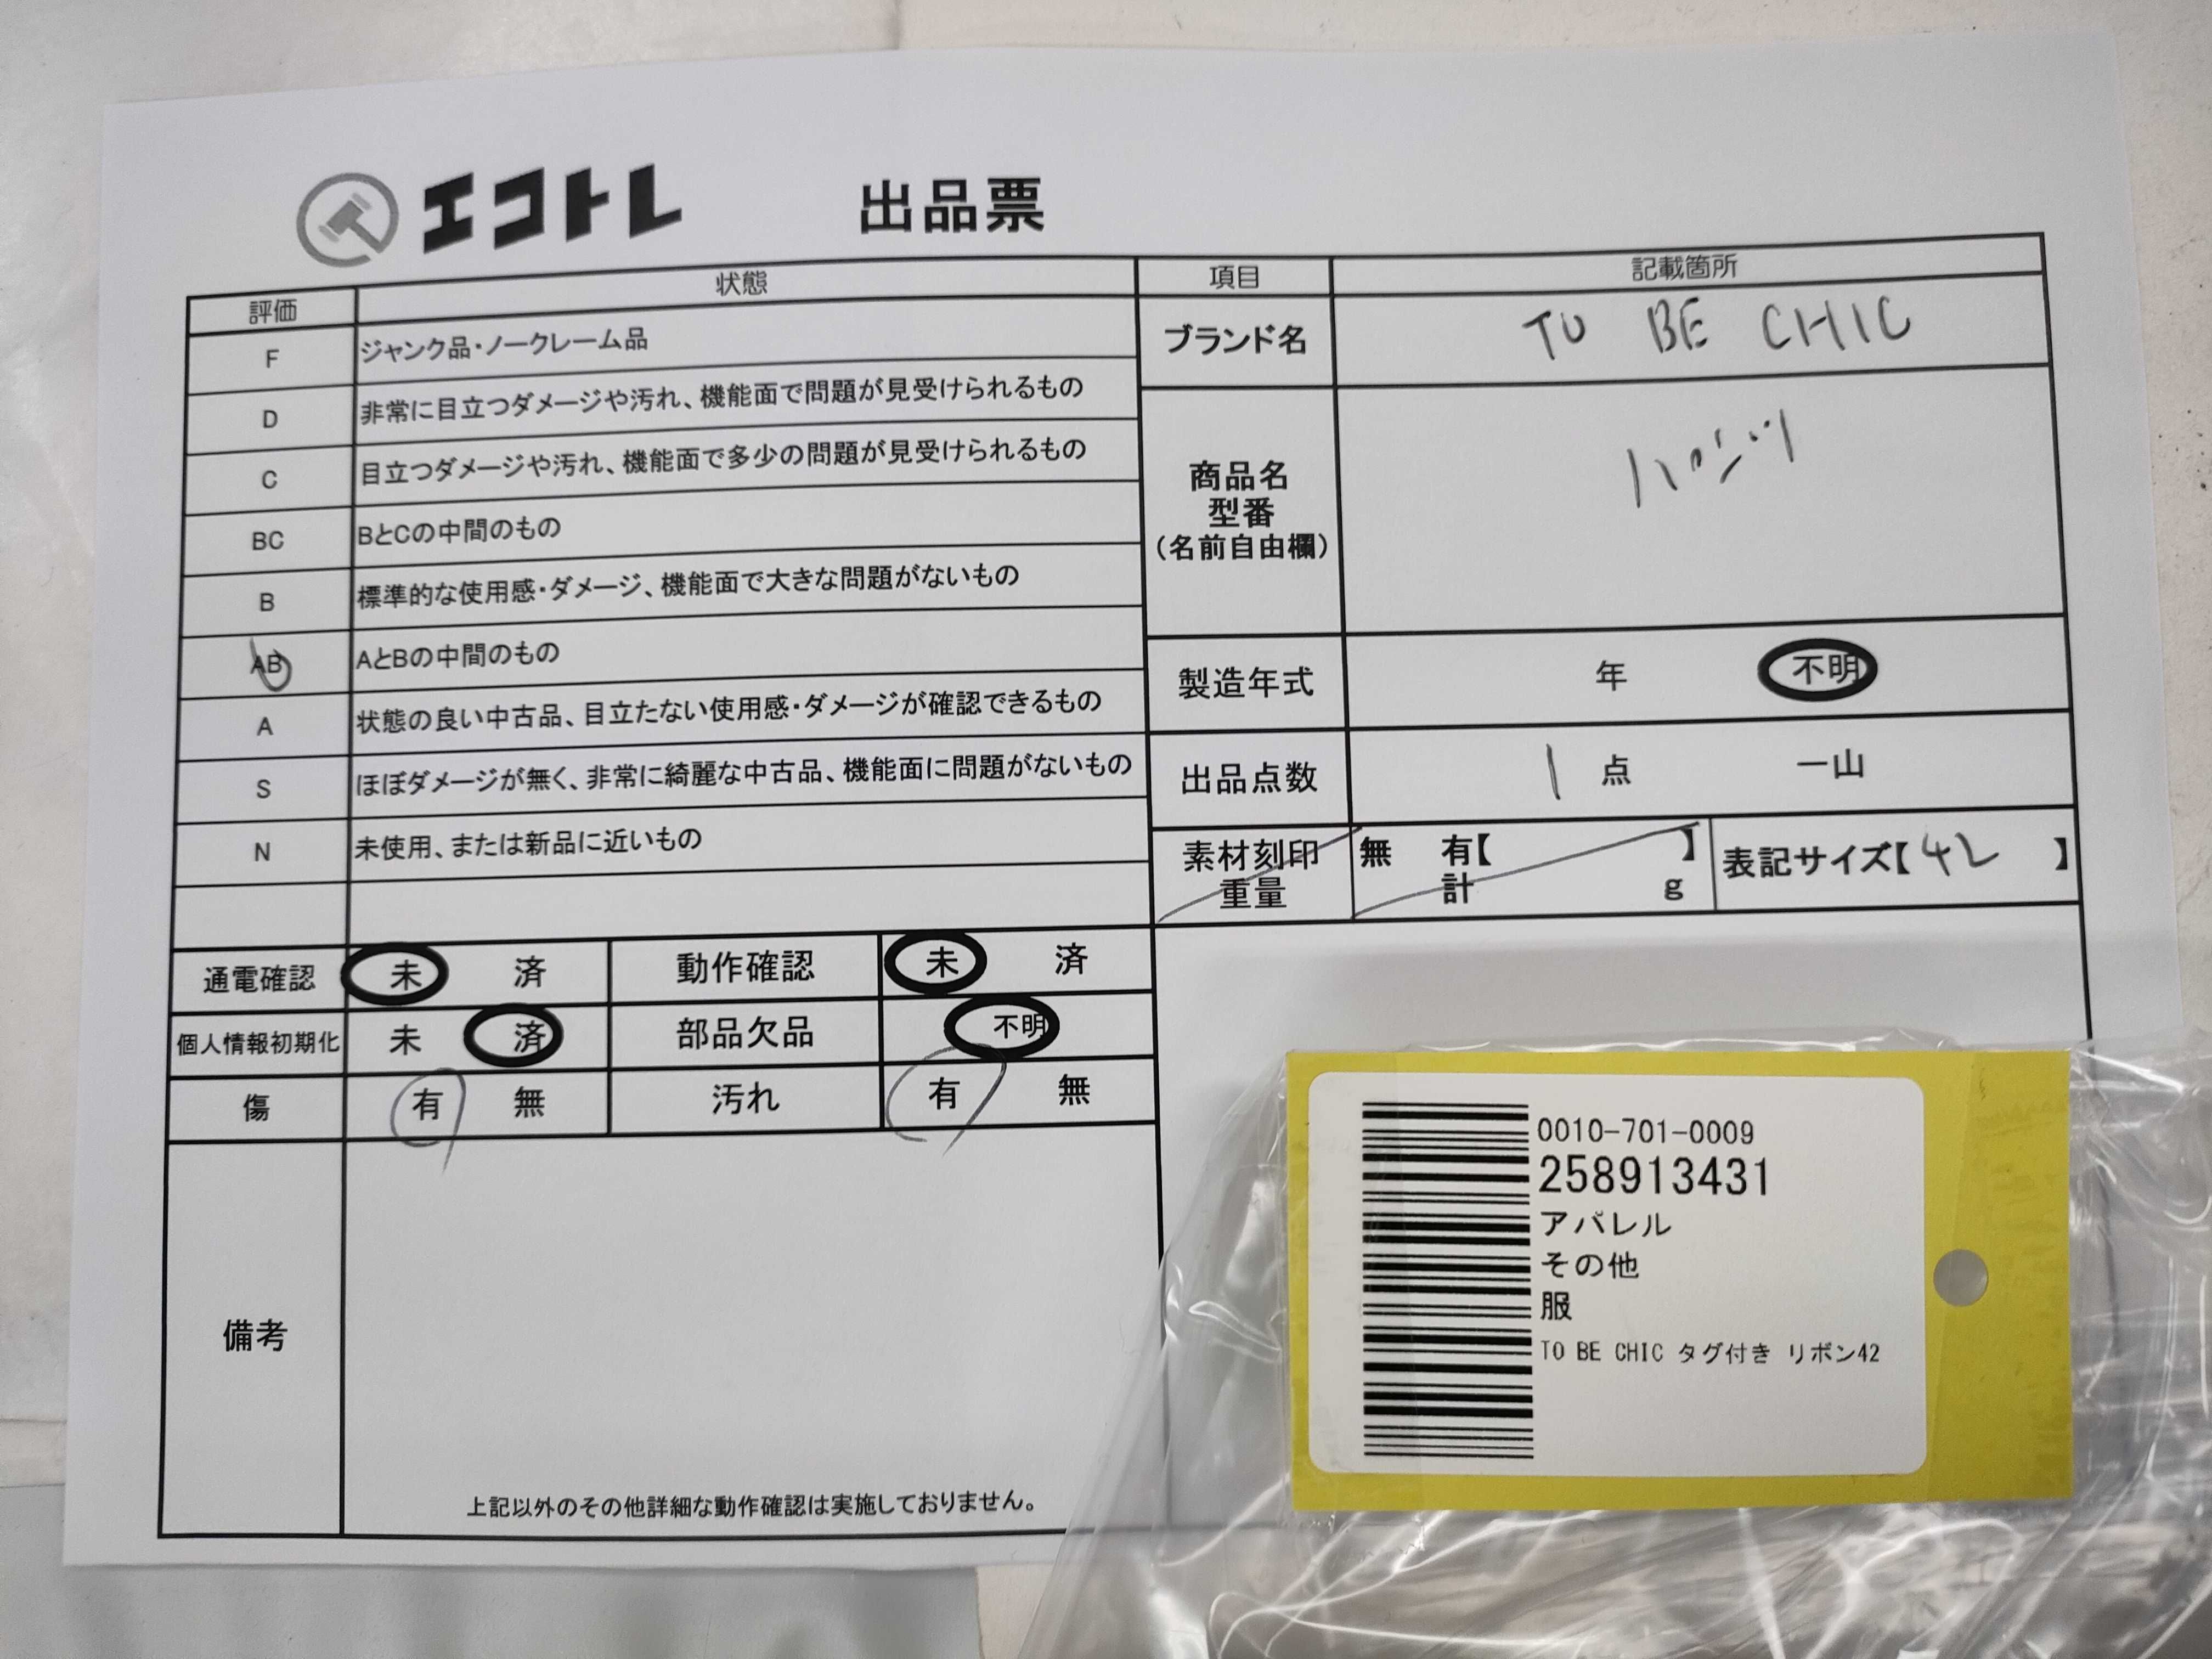 エコトレ 出品票
評価 状態
F ジャンク品・ノークレーム品
D 非常に目立つダメージや汚れ、機能面で問題が見受けられるもの
C 目立つダメージや汚れ、機能面で多少の問題が見受けられるもの
BC BとCの中間のもの
B 標準的な使用感・ダメージ、機能面で大きな問題がないもの
AB AとBの中間のもの
A 状態の良い中古品、目立たない使用感・ダメージが確認できるもの
S ほぼダメージが無く、非常に綺麗な中古品、機能面に問題がないもの
N 未使用、または新品に近いもの
通電確認 未 済 動作確認 未 済
個人情報初期化 未 済 部品欠品 不明
傷 有 無 汚れ 有 無
備考
上記以外のその他詳細な動作確認は実施しておりません。
項目 記載箇所
ブランド名 TO BE CHIC
商品名
型番
(名前自由欄)
パンツ
製造年式 年 不明
出品点数 1 点 一山
素材刻印 無 有【 】
重量 計 g
表記サイズ【42 】
0010-701-0009
258913431
アパレル
その他
服
TO BE CHIC タグ付き リボン42